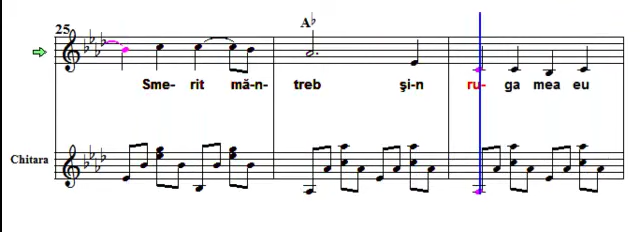 25
A♭
Sme- rit mă-n- treb şi-n ru- ga mea eu
Chitara